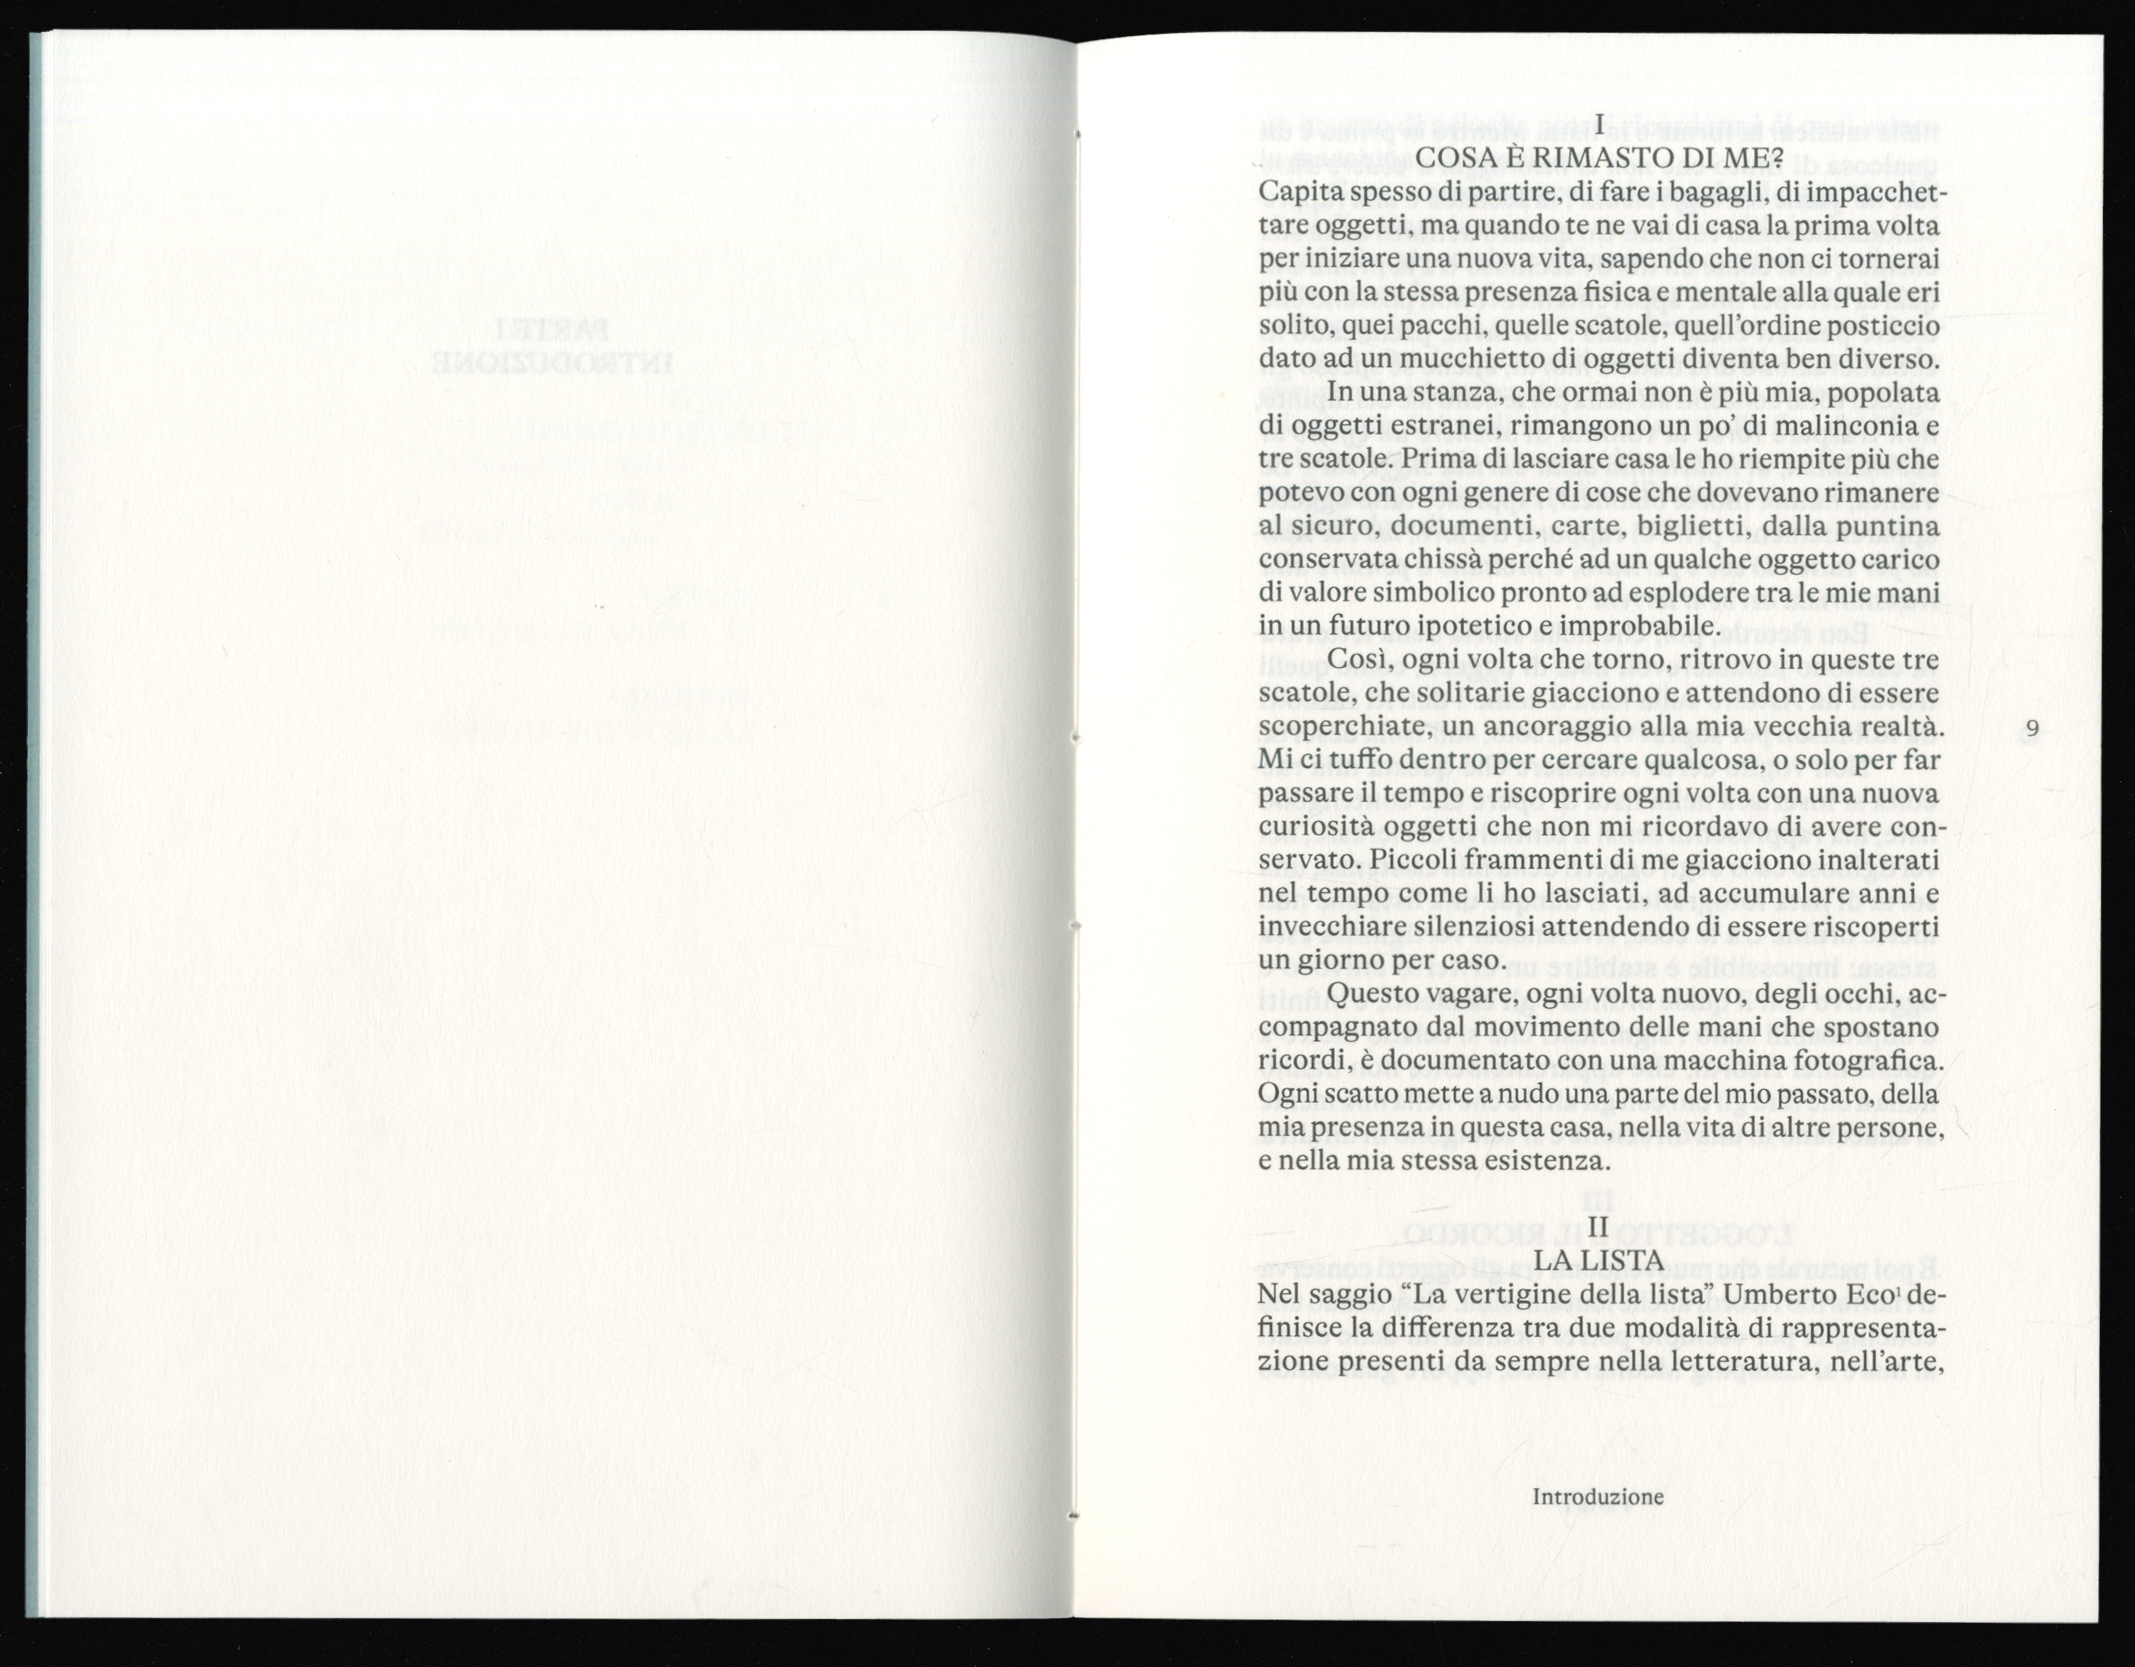 I
COSA È RIMASTO DI ME?
Capita spesso di partire, di fare i bagagli, di impacchet-
tare oggetti, ma quando te ne vai di casa la prima volta
per iniziare una nuova vita, sapendo che non ci tornerai
più con la stessa presenza fisica e mentale alla quale eri
solito, quei pacchi, quelle scatole, quell’ordine posticcio
dato ad un mucchietto di oggetti diventa ben diverso.
In una stanza, che ormai non è più mia, popolata
di oggetti estranei, rimangono un po’ di malinconia e
tre scatole. Prima di lasciare casa le ho riempite più che
potevo con ogni genere di cose che dovevano rimanere
al sicuro, documenti, carte, biglietti, dalla puntina
conservata chissà perché ad un qualche oggetto carico
di valore simbolico pronto ad esplodere tra le mie mani
in un futuro ipotetico e improbabile.
Così, ogni volta che torno, ritrovo in queste tre
scatole, che solitarie giacciono e attendono di essere
scoperchiate, un ancoraggio alla mia vecchia realtà.
Mi ci tuffo dentro per cercare qualcosa, o solo per far
passare il tempo e riscoprire ogni volta con una nuova
curiosità oggetti che non mi ricordavo di avere con-
servato. Piccoli frammenti di me giacciono inalterati
nel tempo come li ho lasciati, ad accumulare anni e
invecchiare silenziosi attendendo di essere riscoperti
un giorno per caso.
Questo vagare, ogni volta nuovo, degli occhi, ac-
compagnato dal movimento delle mani che spostano
ricordi, è documentato con una macchina fotografica.
Ogni scatto mette a nudo una parte del mio passato, della
mia presenza in questa casa, nella vita di altre persone,
e nella mia stessa esistenza.
II
LA LISTA
Nel saggio “La vertigine della lista” Umberto Eco¹ de-
finisce la differenza tra due modalità di rappresenta-
zione presenti da sempre nella letteratura, nell’arte,
9
Introduzione